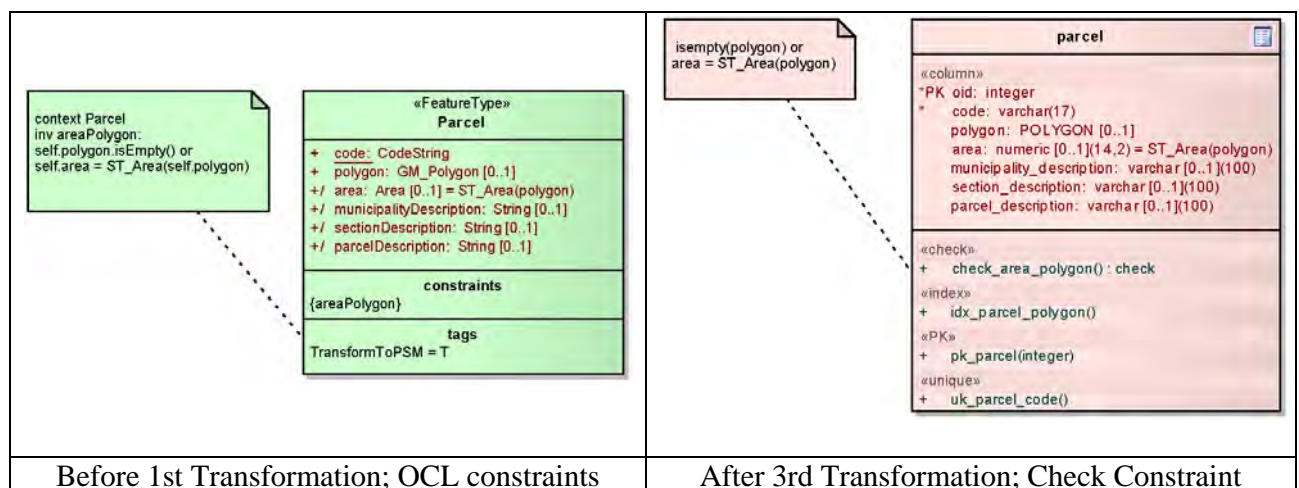 context Parcel
inv areaPolygon:
self.polygon.isEmpty() or
self.area = ST_Area(self.polygon)
«FeatureType»
Parcel
+ code: CodeString
+ polygon: GM_Polygon [0..1]
+/ area: Area [0..1] = ST_Area(polygon)
+/ municipalityDescription: String [0..1]
+/ sectionDescription: String [0..1]
+/ parcelDescription: String [0..1]
constraints
{areaPolygon}
tags
TransformToPSM = T
Before 1st Transformation; OCL constraints
isempty(polygon) or
area = ST_Area(polygon)
parcel
«column»
*PK oid: integer
* code: varchar(17)
polygon: POLYGON [0..1]
area: numeric [0..1](14,2) = ST_Area(polygon)
municipality_description: varchar [0..1](100)
section_description: varchar [0..1](100)
parcel_description: varchar [0..1](100)
«check»
+ check_area_polygon() : check
«index»
+ idx_parcel_polygon()
«PK»
+ pk_parcel(integer)
«unique»
+ uk_parcel_code()
After 3rd Transformation; Check Constraint